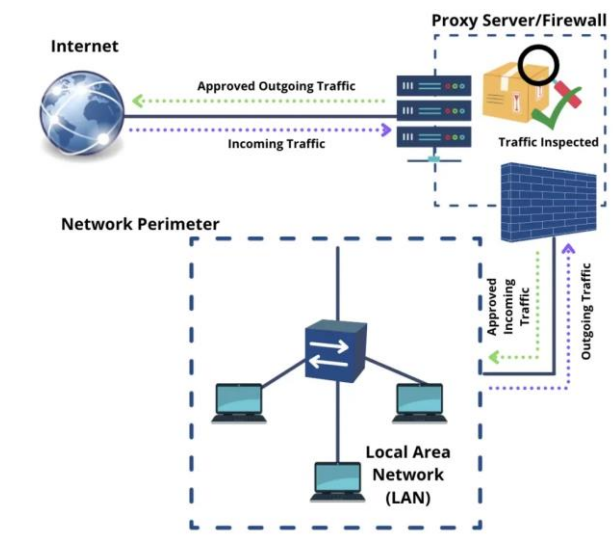 Proxy Server/Firewall
Internet
Approved Outgoing Traffic
Incoming Traffic
Traffic Inspected
Network Perimeter
Approved
Incoming
Traffic
Outgoing Traffic
Local Area
Network
(LAN)